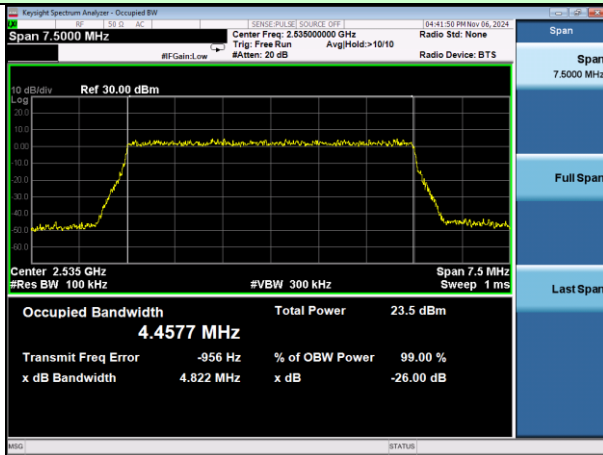 Keysight Spectrum Analyzer - Occupied BW
RF 50 Ω AC SENSE:PULSE SOURCE OFF 04:41:50 PM Nov 06, 2024
Span 7.5000 MHz
Center Freq: 2.535000000 GHz Radio Std: None
Trig: Free Run Avg|Hold:>10/10
#IFGain:Low #Atten: 20 dB Radio Device: BTS
10 dB/div Ref 30.00 dBm
Log
20.0
10.0
0.00
-10.0
-20.0
-30.0
-40.0
-50.0
-60.0
Center 2.535 GHz Span 7.5 MHz
#Res BW 100 kHz #VBW 300 kHz Sweep 1 ms
Occupied Bandwidth Total Power 23.5 dBm
4.4577 MHz
Transmit Freq Error -956 Hz % of OBW Power 99.00 %
x dB Bandwidth 4.822 MHz x dB -26.00 dB
MSG STATUS
Span
Span
7.5000 MHz
Full Span
Last Span